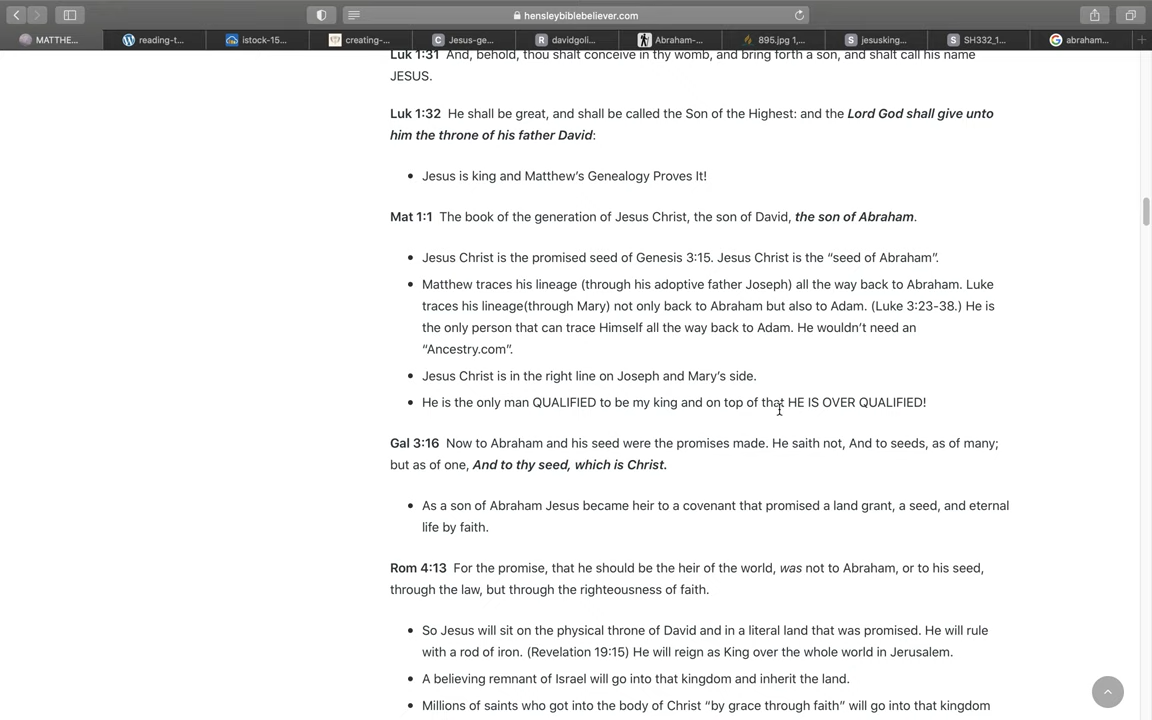 hensleybiblebeliever.com
MATTHE...
reading-t...
istock-15...
creating-...
Jesus-ge...
davidgoli...
Abraham-...
895.jpg 1,...
jesusking...
SH332_1...
abraham...
Luk 1:31 And, behold, thou shalt conceive in thy womb, and bring forth a son, and shalt call his name
JESUS.
Luk 1:32 He shall be great, and shall be called the Son of the Highest: and the Lord God shall give unto
him the throne of his father David:
• Jesus is king and Matthew’s Genealogy Proves It!
Mat 1:1 The book of the generation of Jesus Christ, the son of David, the son of Abraham.
• Jesus Christ is the promised seed of Genesis 3:15. Jesus Christ is the “seed of Abraham”.
• Matthew traces his lineage (through his adoptive father Joseph) all the way back to Abraham. Luke
traces his lineage(through Mary) not only back to Abraham but also to Adam. (Luke 3:23-38.) He is
the only person that can trace Himself all the way back to Adam. He wouldn’t need an
“Ancestry.com”.
• Jesus Christ is in the right line on Joseph and Mary’s side.
• He is the only man QUALIFIED to be my king and on top of that HE IS OVER QUALIFIED!
Gal 3:16 Now to Abraham and his seed were the promises made. He saith not, And to seeds, as of many;
but as of one, And to thy seed, which is Christ.
• As a son of Abraham Jesus became heir to a covenant that promised a land grant, a seed, and eternal
life by faith.
Rom 4:13 For the promise, that he should be the heir of the world, was not to Abraham, or to his seed,
through the law, but through the righteousness of faith.
• So Jesus will sit on the physical throne of David and in a literal land that was promised. He will rule
with a rod of iron. (Revelation 19:15) He will reign as King over the whole world in Jerusalem.
• A believing remnant of Israel will go into that kingdom and inherit the land.
• Millions of saints who got into the body of Christ “by grace through faith” will go into that kingdom